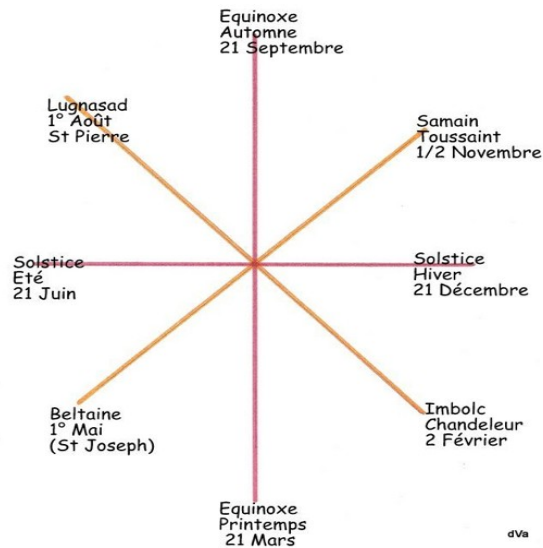 Equinoxe
Automne
21 Septembre
Lugnasad
1° Août
St Pierre
Samain
Toussaint
1/2 Novembre
Solstice
Eté
21 Juin
Solstice
Hiver
21 Décembre
Beltaine
1° Mai
(St Joseph)
Imbolc
Chandeleur
2 Février
Equinoxe
Printemps
21 Mars
dVa